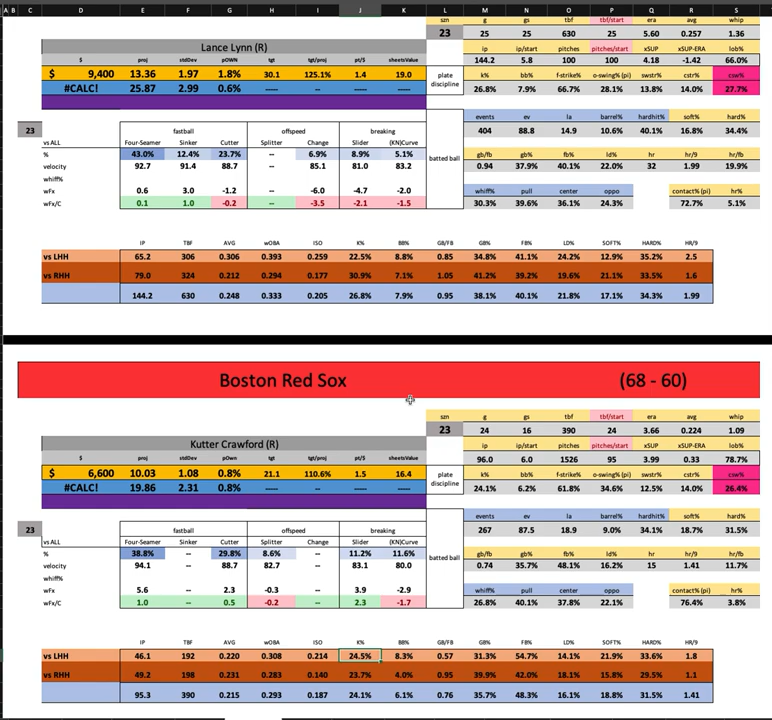 C D E F G H I J K L M N O P Q R S
szn g gs tbf tbf/start era avg whip
23 25 25 630 25 5.60 0.257 1.36
Lance Lynn (R) ip ip/start pitches pitches/start xSUP xSUP-ERA lob%
$ proj stdDev pOWN tgt tgt/proj pt/$ sheetsValue 144.2 5.8 100 100 4.18 -1.42 66.0%
$ 9,400 13.36 1.97 1.8% 30.1 125.1% 1.4 19.0 plate discipline k% bb% f-strike% o-swing% (pi) swstr% cstr% csw%
#CALC! 25.87 2.99 0.6% ---- ---- -- ---- 26.8% 7.9% 66.7% 28.1% 13.8% 14.0% 27.7%
events ev la barrel% hardhit% soft% hard%
23 fastball offspeed breaking 404 88.8 14.9 10.6% 40.1% 16.8% 34.4%
vs ALL Four-Seamer Sinker Cutter Splitter Change Slider (KN)Curve
% 43.0% 12.4% 23.7% -- 6.9% 8.9% 5.1% batted ball gb/fb gb% fb% ld% hr hr/9 hr/fb
velocity 92.7 91.4 88.7 -- 85.1 81.0 83.2 0.94 37.9% 40.1% 22.0% 32 1.99 19.9%
whiff%
wFx 0.6 3.0 -1.2 -- -6.0 -4.7 -2.0 whiff% pull center oppo contact% (pi) hr%
wFx/C 0.1 1.0 -0.2 -- -3.5 -2.1 -1.5 30.3% 39.6% 36.1% 24.3% 72.7% 5.1%
IP TBF AVG wOBA ISO K% BB% GB/FB GB% FB% LD% SOFT% HARD% HR/9
vs LHH 65.2 306 0.306 0.393 0.259 22.5% 8.8% 0.85 34.8% 41.1% 24.2% 12.9% 35.2% 2.5
vs RHH 79.0 324 0.212 0.294 0.177 30.9% 7.1% 1.05 41.2% 39.2% 19.6% 21.1% 33.5% 1.6
144.2 630 0.248 0.333 0.205 26.8% 7.9% 0.95 38.1% 40.1% 21.8% 17.1% 34.3% 1.99
Boston Red Sox (68 - 60)
szn g gs tbf tbf/start era avg whip
23 24 16 390 24 3.66 0.224 1.09
Kutter Crawford (R) ip ip/start pitches pitches/start xSUP xSUP-ERA lob%
$ proj stdDev pOWN tgt tgt/proj pt/$ sheetsValue 96.0 6.0 1526 95 3.99 0.33 78.7%
$ 6,600 10.03 1.08 0.8% 21.1 110.6% 1.5 16.4 plate discipline k% bb% f-strike% o-swing% (pi) swstr% cstr% csw%
#CALC! 19.86 2.31 0.8% ---- ---- -- ---- 24.1% 6.2% 61.8% 34.6% 12.5% 14.0% 26.4%
events ev la barrel% hardhit% soft% hard%
23 fastball offspeed breaking 267 87.5 18.9 9.0% 34.1% 18.7% 31.5%
vs ALL Four-Seamer Sinker Cutter Splitter Change Slider (KN)Curve
% 38.8% -- 29.8% 8.6% -- 11.2% 11.6% batted ball gb/fb gb% fb% ld% hr hr/9 hr/fb
velocity 94.1 -- 88.7 82.7 -- 83.1 80.0 0.74 35.7% 48.1% 16.2% 15 1.41 11.7%
whiff%
wFx 5.6 -- 2.3 -0.3 -- 3.9 -2.9 whiff% pull center oppo contact% (pi) hr%
wFx/C 1.0 -- 0.5 -0.2 -- 2.3 -1.7 26.8% 40.1% 37.8% 22.1% 76.4% 3.8%
IP TBF AVG wOBA ISO K% BB% GB/FB GB% FB% LD% SOFT% HARD% HR/9
vs LHH 46.1 192 0.220 0.308 0.214 24.5% 8.3% 0.57 31.3% 54.7% 14.1% 21.9% 33.6% 1.8
vs RHH 49.2 198 0.231 0.283 0.140 23.7% 4.0% 0.95 39.9% 42.0% 18.1% 15.8% 29.5% 1.1
95.3 390 0.215 0.293 0.187 24.1% 6.1% 0.76 35.7% 48.3% 16.1% 18.8% 31.5% 1.41